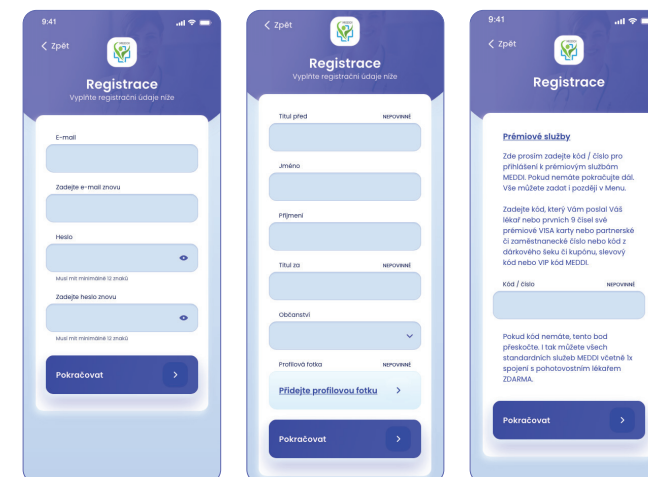 9:41
Zpět
MEDDI
Registrace
Vyplňte registrační údaje níže
E-mail
Zadejte e-mail znovu
Heslo
Musí mít minimálně 12 znaků
Zadejte heslo znovu
Musí mít minimálně 12 znaků
Pokračovat
Zpět
MEDDI
Registrace
Vyplňte registrační údaje níže
Titul před NEPOVINNÉ
Jméno
Příjmení
Titul za NEPOVINNÉ
Občanství
Profilová fotka NEPOVINNÉ
Přidejte profilovou fotku
Pokračovat
9:41
Zpět
MEDDI
Registrace
Prémiové služby
Zde prosím zadejte kód / číslo pro
přihlášení k prémiovým službám
MEDDI. Pokud nemáte pokračujte dál.
Vše můžete zadat i později v Menu.
Zadejte kód, který Vám poslal Váš
lékař nebo prvních 9 čísel své
prémiové VISA karty nebo partnerské
či zaměstnanecké číslo nebo kód z
dárkového šeku či kupónu, slevový
kód nebo VIP kód MEDDI.
Kód / číslo NEPOVINNÉ
Pokud kód nemáte, tento bod
přeskočte. I tak můžete všech
standardních služeb MEDDI včetně 1x
spojení s pohotovostním lékařem
ZDARMA.
Pokračovat